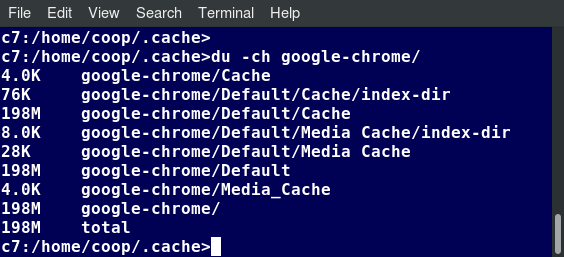 File Edit View Search Terminal Help
c7:/home/coop/.cache>
c7:/home/coop/.cache>du -ch google-chrome/
4.0K    google-chrome/Cache
76K     google-chrome/Default/Cache/index-dir
198M    google-chrome/Default/Cache
8.0K    google-chrome/Default/Media Cache/index-dir
28K     google-chrome/Default/Media Cache
198M    google-chrome/Default
4.0K    google-chrome/Media_Cache
198M    google-chrome/
198M    total
c7:/home/coop/.cache>